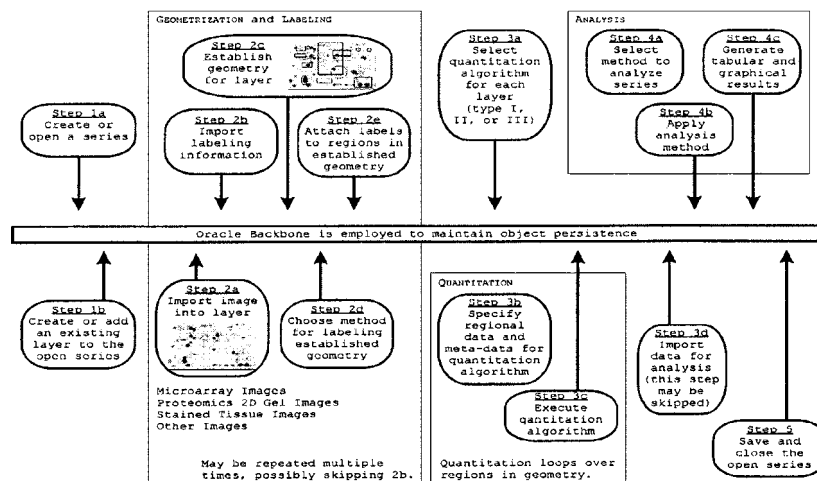 GEOMETRIZATION AND LABELING
Step 2c
Establish
geometry
for layer
Step 1a
Create or
open a series
Step 2b
Import
labeling
information
Step 2e
Attach labels
to regions in
established
geometry
Step 3a
Select
quantitation
algorithm
for each
layer
(type I,
II, or III)
ANALYSIS
Step 4a
Select
method to
analyze
series
Step 4c
Generate
tabular and
graphical
results
Step 4b
Apply
analysis
method
Oracle Backbone is employed to maintain object persistence
Step 1b
Create or add
an existing
layer to the
open series
Step 2a
Import image
into layer
Step 2d
Choose method
for labeling
established
geometry
Microarray Images
Proteomics 2D Gel Images
Stained Tissue Images
Other Images
May be repeated multiple
times, possibly skipping 2b.
QUANTITATION
Step 3b
Specify
regional
data and
meta-data for
quantitation
algorithm
Step 3c
Execute
qantitation
algorithm
Quantitation loops over
regions in geometry.
Step 3d
Import
data for
analysis
(this step
may be
skipped)
Step 5
Save and
close the
open series